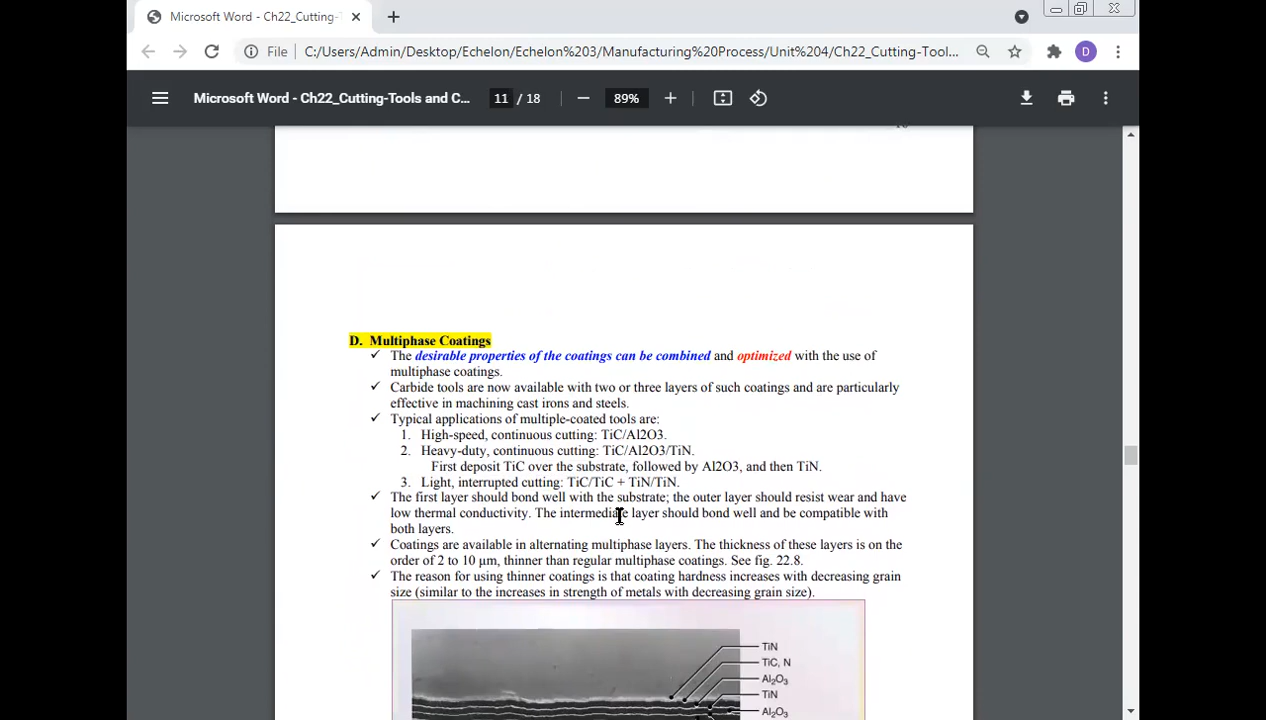 Microsoft Word - Ch22_Cutting-T
File C:/Users/Admin/Desktop/Echelon/Echelon%203/Manufacturing%20Process/Unit%204/Ch22_Cutting-Tool... D
Microsoft Word - Ch22_Cutting-Tools and C... 11 / 18 89%
D. Multiphase Coatings
✓ The desirable properties of the coatings can be combined and optimized with the use of
multiphase coatings.
✓ Carbide tools are now available with two or three layers of such coatings and are particularly
effective in machining cast irons and steels.
✓ Typical applications of multiple-coated tools are:
1. High-speed, continuous cutting: TiC/Al2O3.
2. Heavy-duty, continuous cutting: TiC/Al2O3/TiN.
First deposit TiC over the substrate, followed by Al2O3, and then TiN.
3. Light, interrupted cutting: TiC/TiC + TiN/TiN.
✓ The first layer should bond well with the substrate; the outer layer should resist wear and have
low thermal conductivity. The intermediate layer should bond well and be compatible with
both layers.
✓ Coatings are available in alternating multiphase layers. The thickness of these layers is on the
order of 2 to 10 μm, thinner than regular multiphase coatings. See fig. 22.8.
✓ The reason for using thinner coatings is that coating hardness increases with decreasing grain
size (similar to the increases in strength of metals with decreasing grain size).
TiN
TiC, N
Al₂O₃
TiN
Al₂O₃